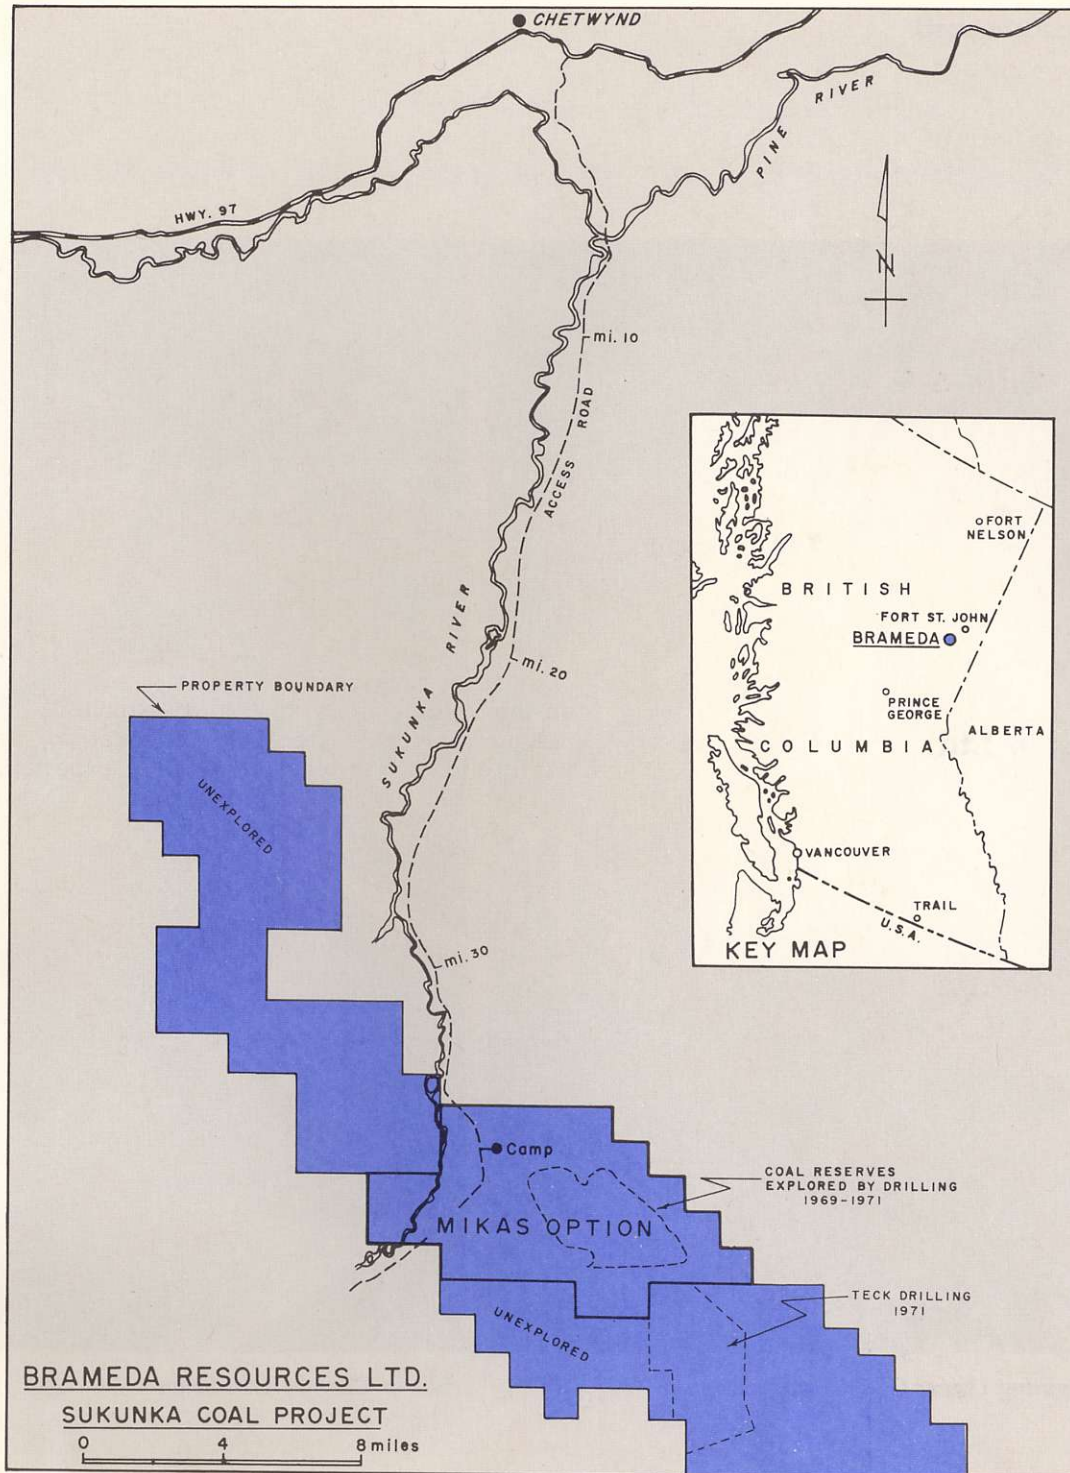 CHETWYND
PINE RIVER
HWY. 97
N
mi. 10
ACCESS ROAD
SUKUNKA RIVER
mi. 20
mi. 30
PROPERTY BOUNDARY
UNEXPLORED
Camp
MIKAS OPTION
COAL RESERVES
EXPLORED BY DRILLING
1969-1971
TECK DRILLING
1971
UNEXPLORED
FORT
NELSON
BRITISH
FORT ST. JOHN
BRAMEDA
PRINCE
GEORGE
ALBERTA
COLUMBIA
VANCOUVER
TRAIL
U.S.A.
KEY MAP
BRAMEDA RESOURCES LTD.
SUKUNKA COAL PROJECT
0 4 8 miles